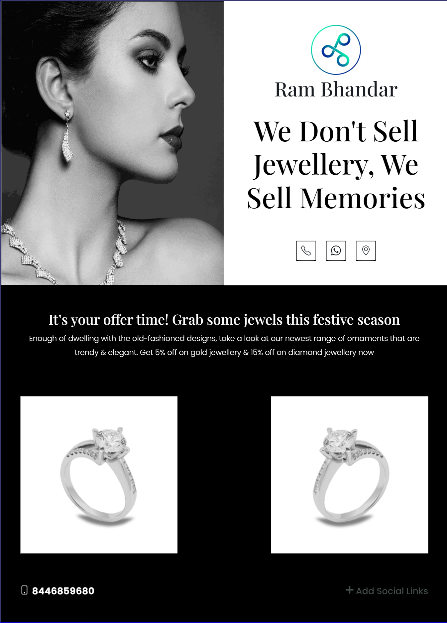 Ram Bhandar
We Don't Sell
Jewellery, We
Sell Memories
It's your offer time! Grab some jewels this festive season
Enough of dwelling with the old-fashioned designs, take a look at our newest range of ornaments that are
trendy & elegant. Get 5% off on gold jewellery & 15% off on diamond jewellery now
8446859680
+ Add Social Links